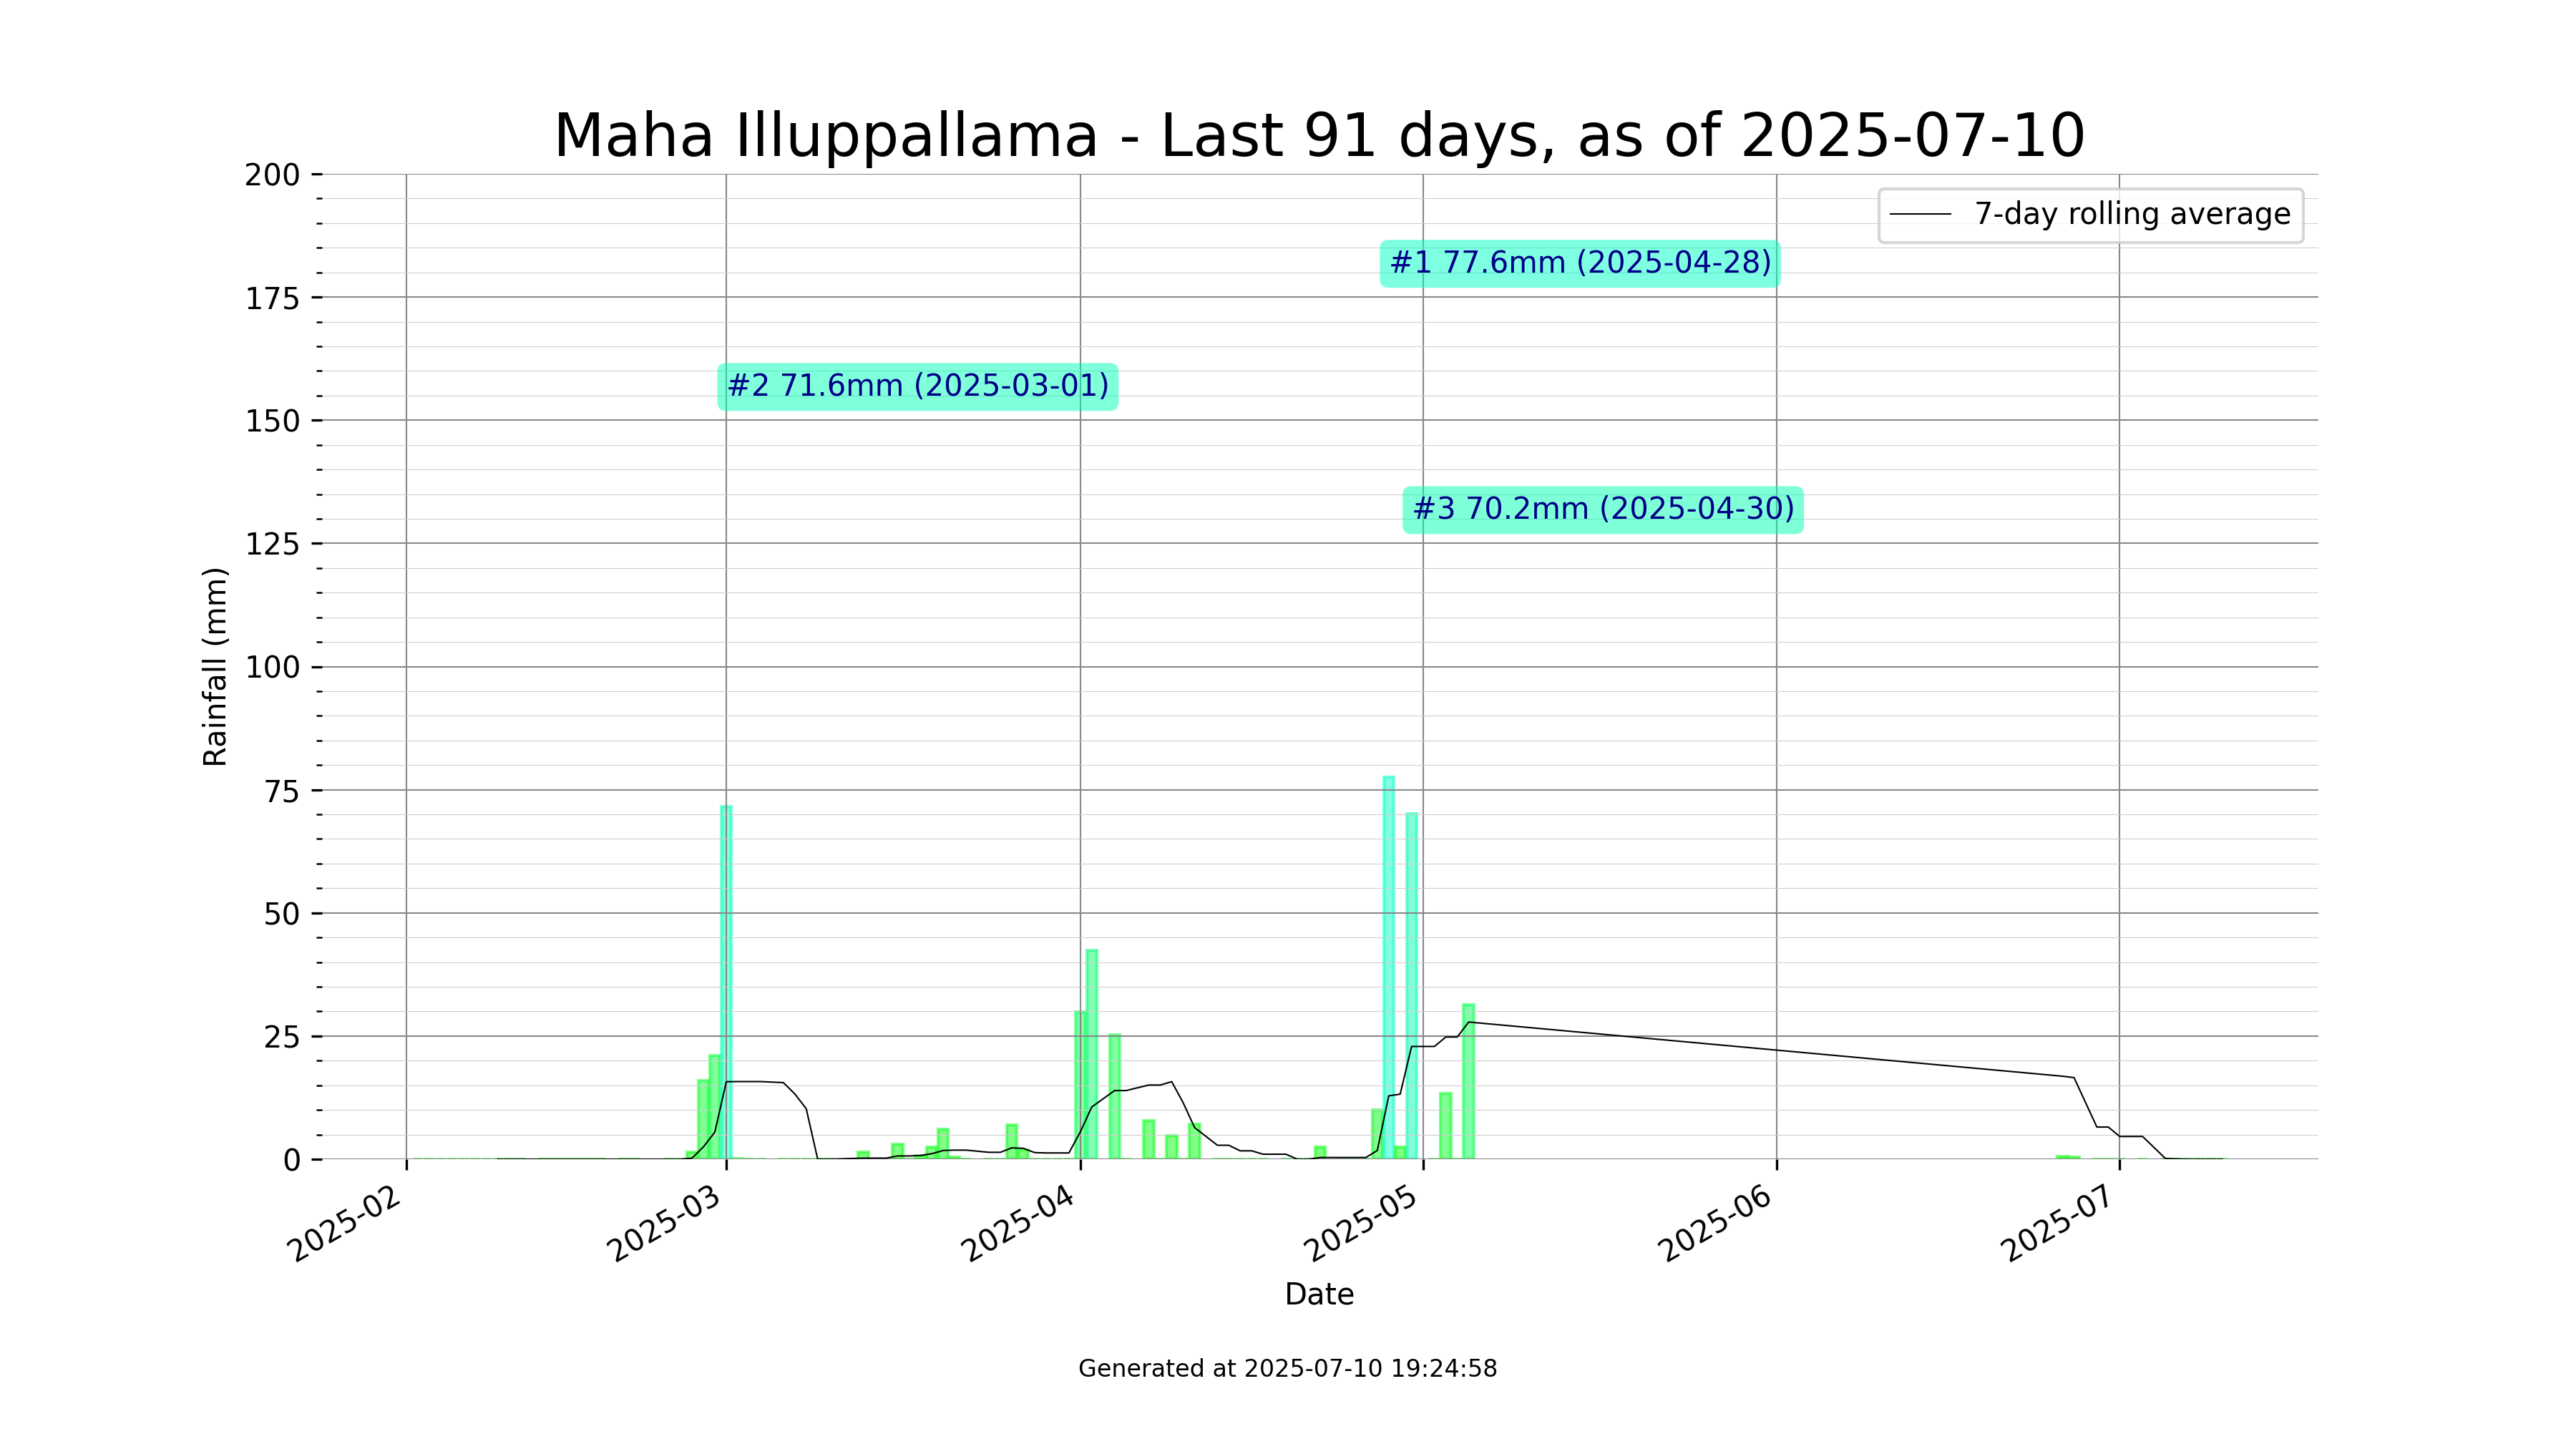 Maha Illuppallama - Last 91 days, as of 2025-07-10
7-day rolling average
#1 77.6mm (2025-04-28)
#2 71.6mm (2025-03-01)
#3 70.2mm (2025-04-30)
Rainfall (mm)
200
175
150
125
100
75
50
25
0
2025-02
2025-03
2025-04
2025-05
2025-06
2025-07
Date
Generated at 2025-07-10 19:24:58